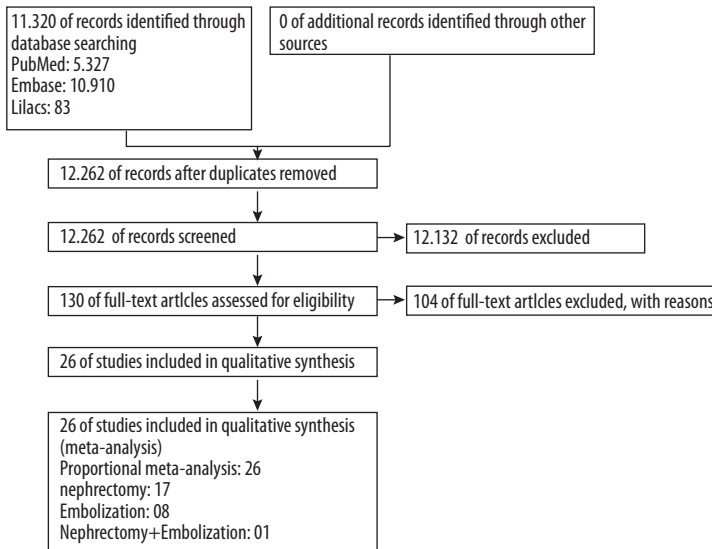 11.320 of records identified through
database searching
PubMed: 5.327
Embase: 10.910
Lilacs: 83
0 of additional records identified through other
sources
12.262 of records after duplicates removed
12.262 of records screened
12.132 of records excluded
130 of full-text artlcles assessed for eligibility
104 of full-text artlcles excluded, with reasons
26 of studies included in qualitative synthesis
26 of studies included in qualitative synthesis
(meta-analysis)
Proportional meta-analysis: 26
nephrectomy: 17
Embolization: 08
Nephrectomy+Embolization: 01